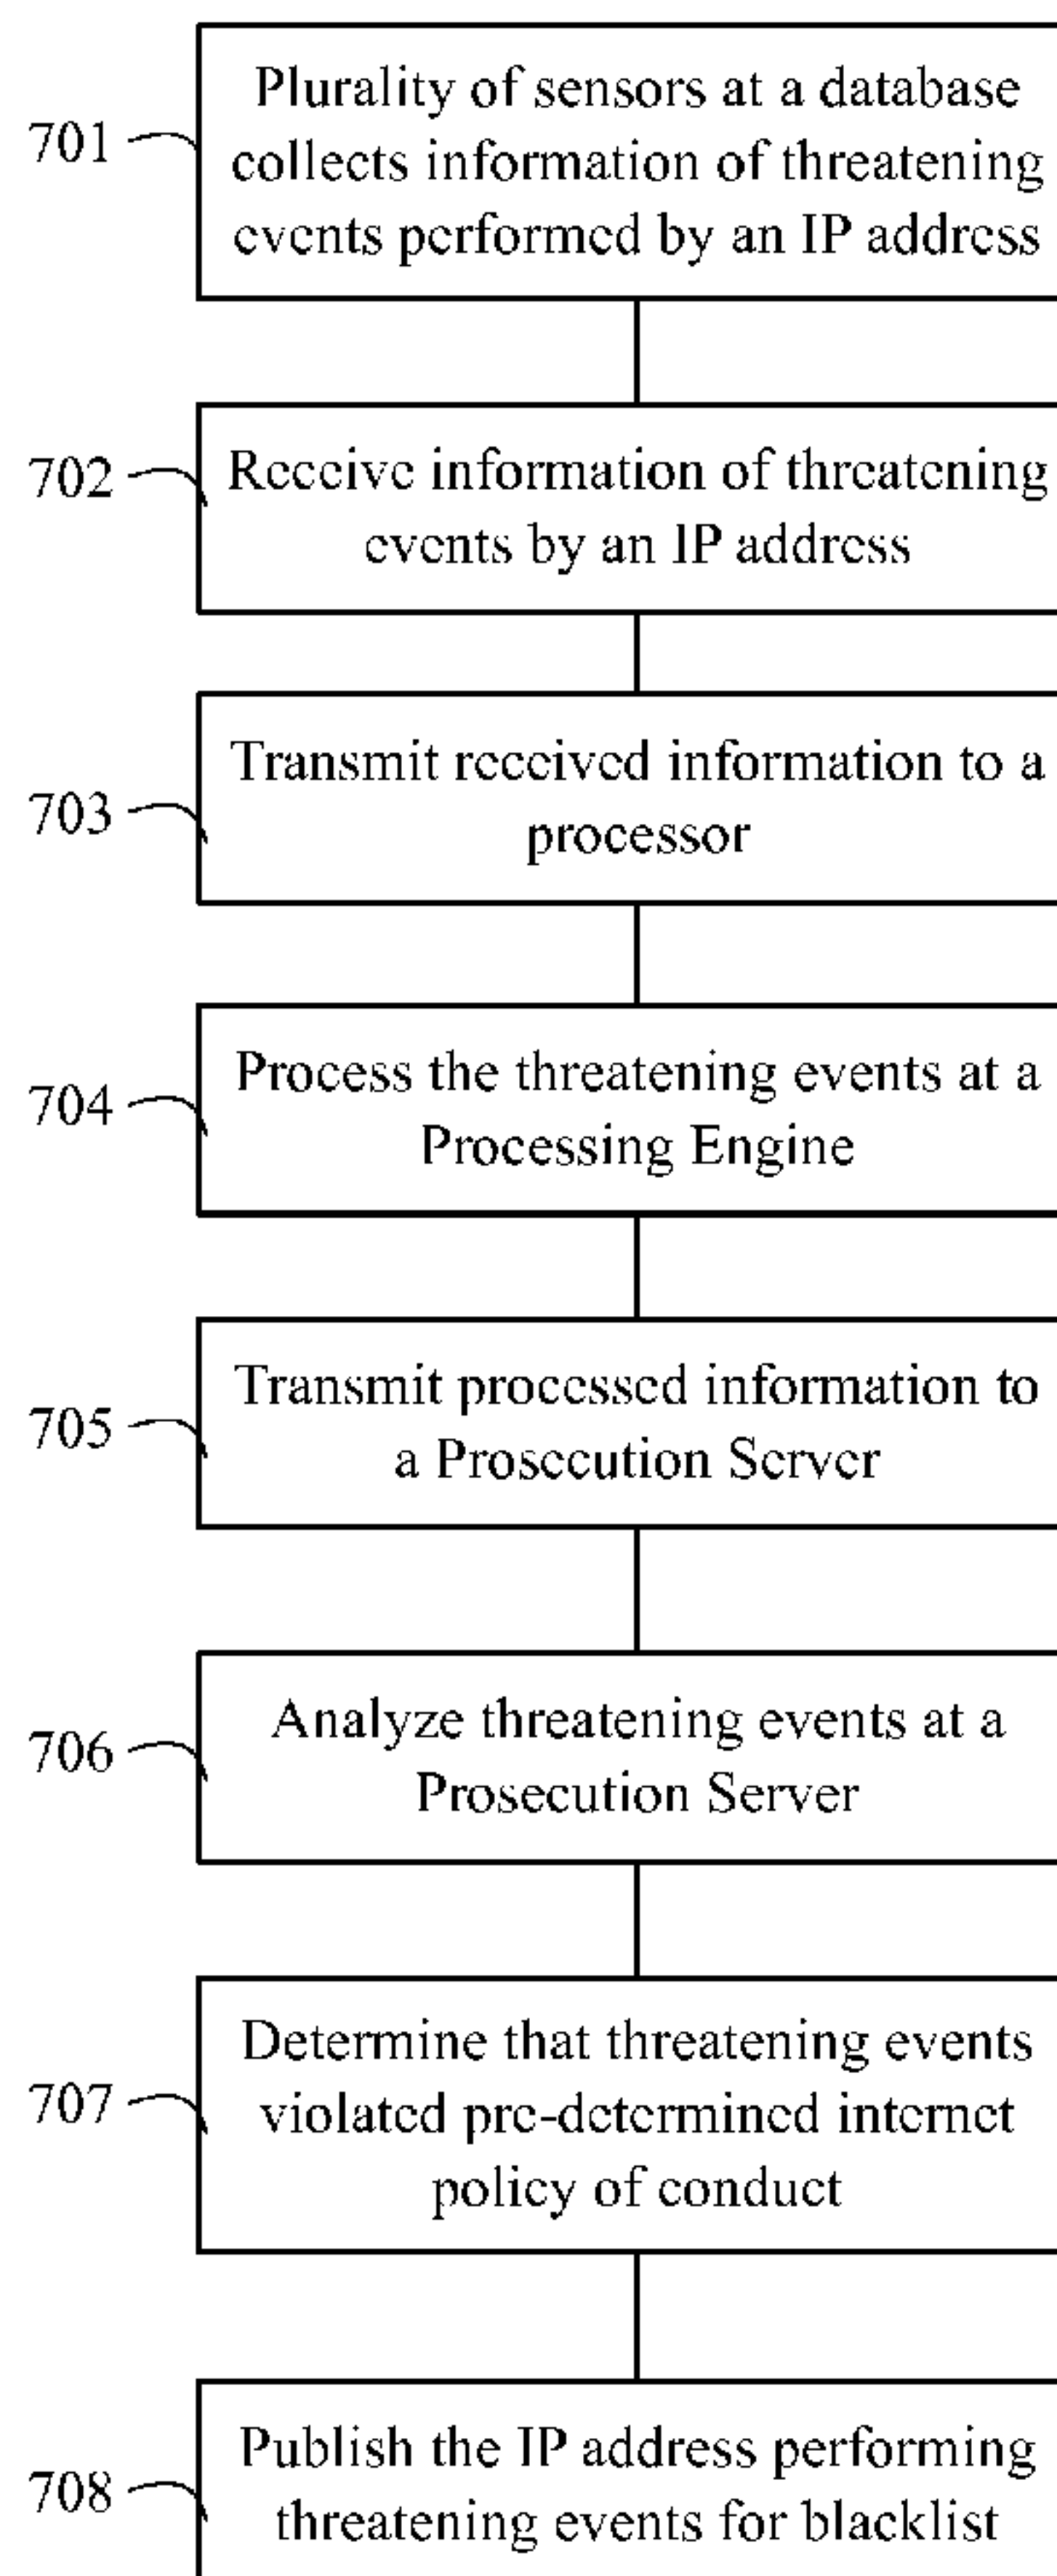 Plurality of sensors at a database
701
collects information of threatening
events performed by an IP address
702
Receive information of threatening
events by an IP address
Transmit received information to a
703
processor
Process the threatening events at a
704
Processing Engine
Transmit processed information to
705
a Prosecution Server
Analyze threatening events at a
706
Prosecution Server
Determine that threatening events
707
violated pre-determined internet
policy of conduct
Publish the IP address performing
708
threatening events for blacklist